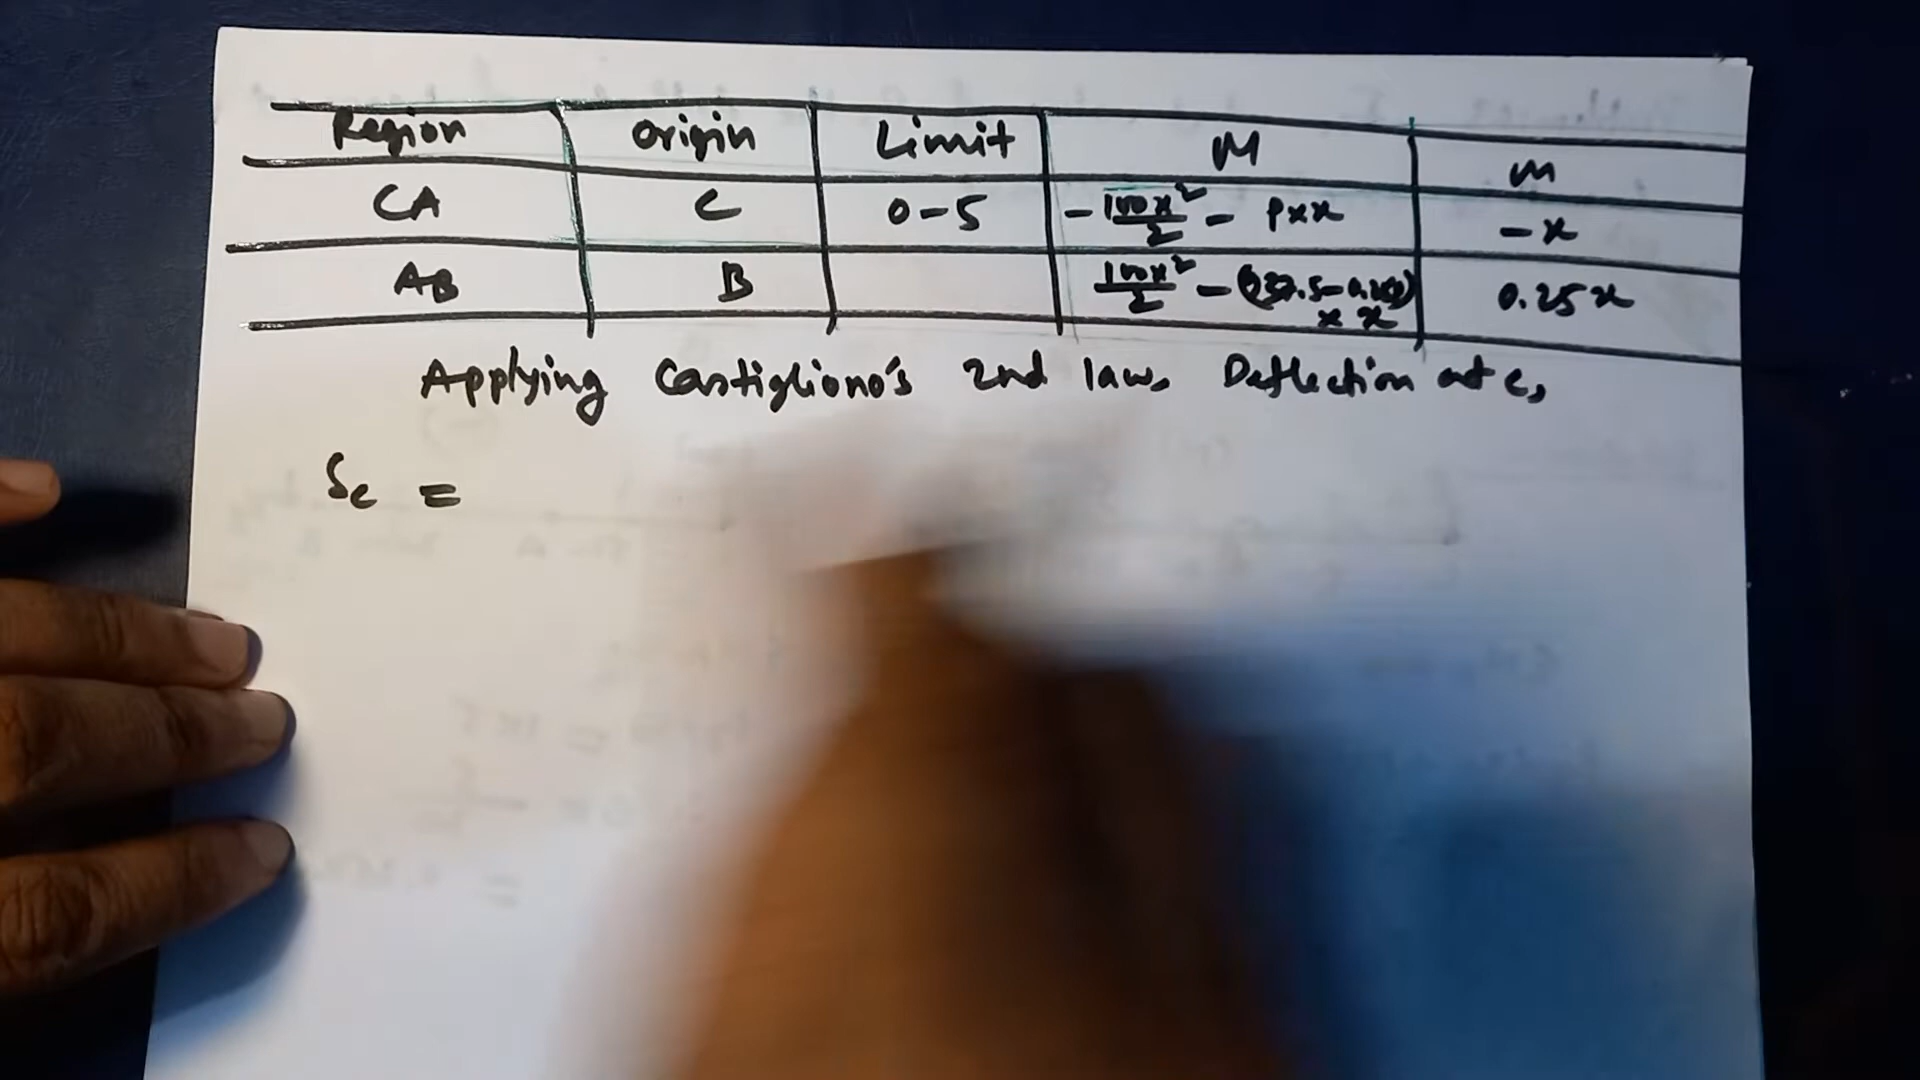 Region Origin Limit M m
CA C 0-5 - 100x²/2 - P×x -x
AB B 100x²/2 - × x 0.25x
Applying Castigliono's 2nd law. Deflection at c,
δc =